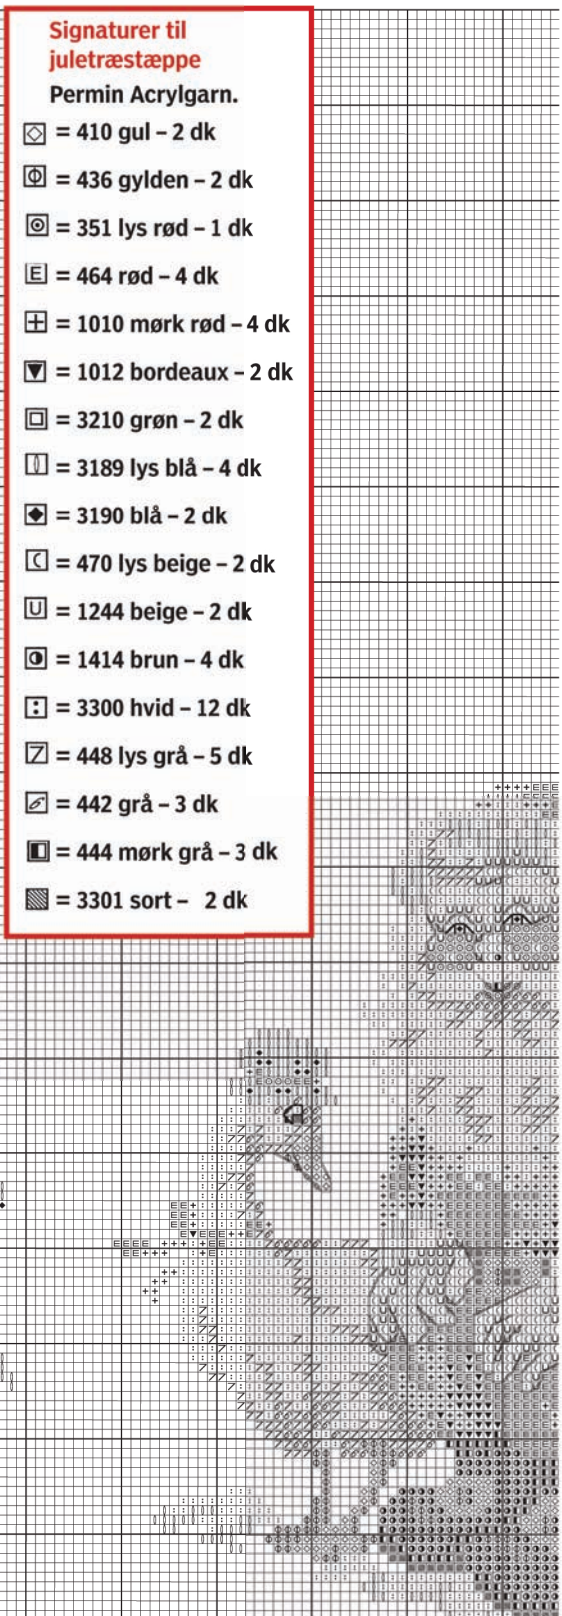 Signaturer til
juletræstæppe
Permin Acrylgarn.
= 410 gul – 2 dk
= 436 gylden – 2 dk
= 351 lys rød – 1 dk
E = 464 rød – 4 dk
+ = 1010 mørk rød – 4 dk
= 1012 bordeaux – 2 dk
= 3210 grøn – 2 dk
= 3189 lys blå – 4 dk
= 3190 blå – 2 dk
= 470 lys beige – 2 dk
U = 1244 beige – 2 dk
= 1414 brun – 4 dk
: = 3300 hvid – 12 dk
= 448 lys grå – 5 dk
= 442 grå – 3 dk
= 444 mørk grå – 3 dk
= 3301 sort – 2 dk